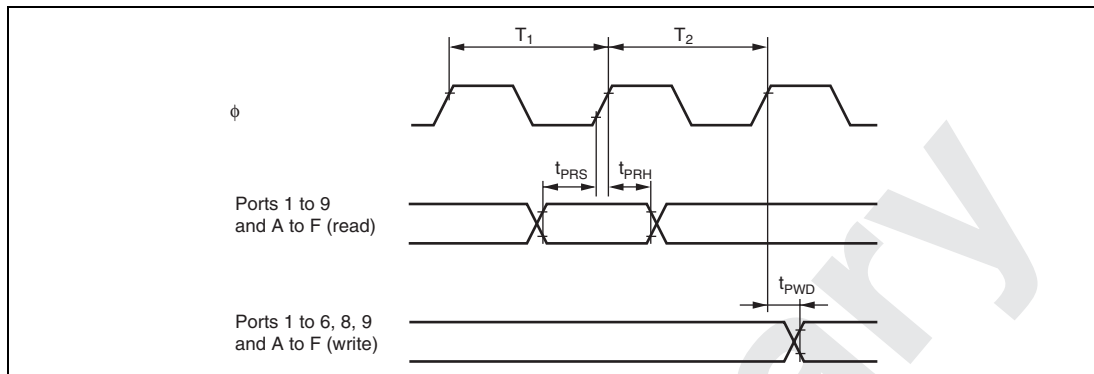 T1 T2
φ
tPRS tPRH
Ports 1 to 9
and A to F (read)
tPWD
Ports 1 to 6, 8, 9
and A to F (write)